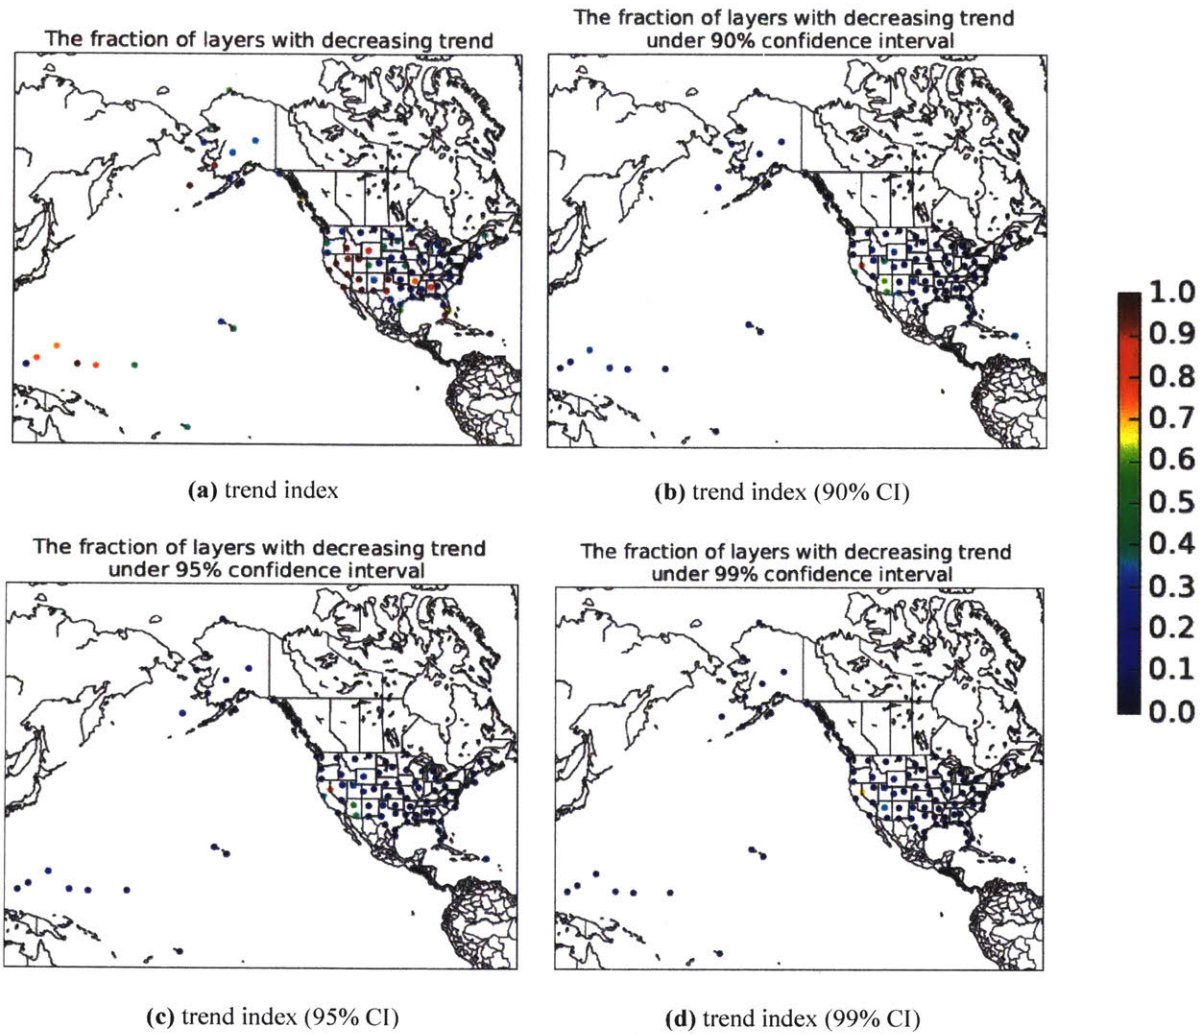 The fraction of layers with decreasing trend
The fraction of layers with decreasing trend
under 90% confidence interval
(a) trend index
(b) trend index (90% CI)
The fraction of layers with decreasing trend
under 95% confidence interval
The fraction of layers with decreasing trend
under 99% confidence interval
(c) trend index (95% CI)
(d) trend index (99% CI)
1.0
0.9
0.8
0.7
0.6
0.5
0.4
0.3
0.2
0.1
0.0